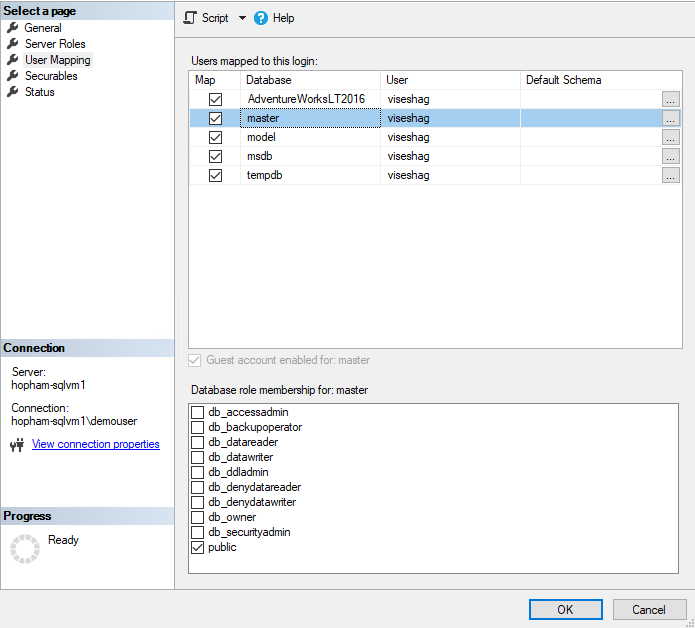 Select a page
General
Server Roles
User Mapping
Securables
Status
Script Help
Users mapped to this login:
Map Database User Default Schema
AdventureWorksLT2016 viseshag ...
master viseshag ...
model viseshag ...
msdb viseshag ...
tempdb viseshag ...
Guest account enabled for: master
Database role membership for: master
db_accessadmin
db_backupoperator
db_datareader
db_datawriter
db_ddladmin
db_denydatareader
db_denydatawriter
db_owner
db_securityadmin
public
Connection
Server:
hopham-sqlvm1
Connection:
hopham-sqlvm1\demouser
View connection properties
Progress
Ready
OK Cancel